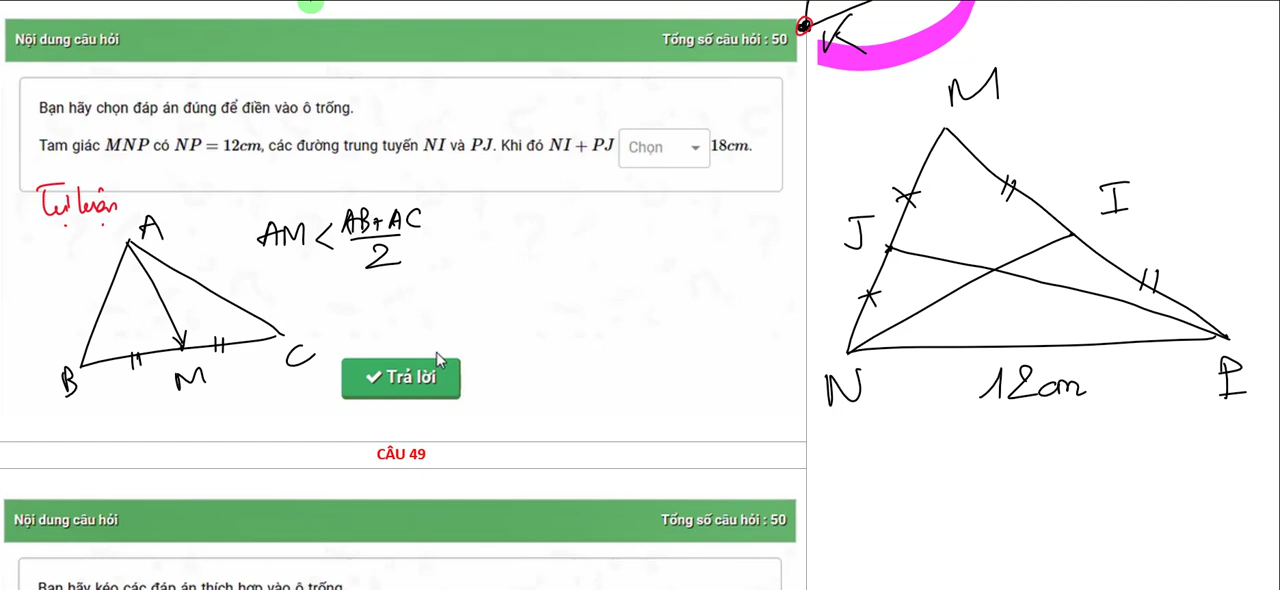 Nội dung câu hỏi
Tổng số câu hỏi : 50
Bạn hãy chọn đáp án đúng để điền vào ô trống.
Tam giác MNP có NP = 12cm, các đường trung tuyến NI và PJ. Khi đó NI + PJ Chọn 18cm.
Tự luận
A
B
M
C
AM < AB+AC / 2
Trả lời
CÂU 49
Nội dung câu hỏi
Tổng số câu hỏi : 50
Bạn hãy kéo các đáp án thích hợp vào ô trống.
K
M
J
I
N
12cm
P